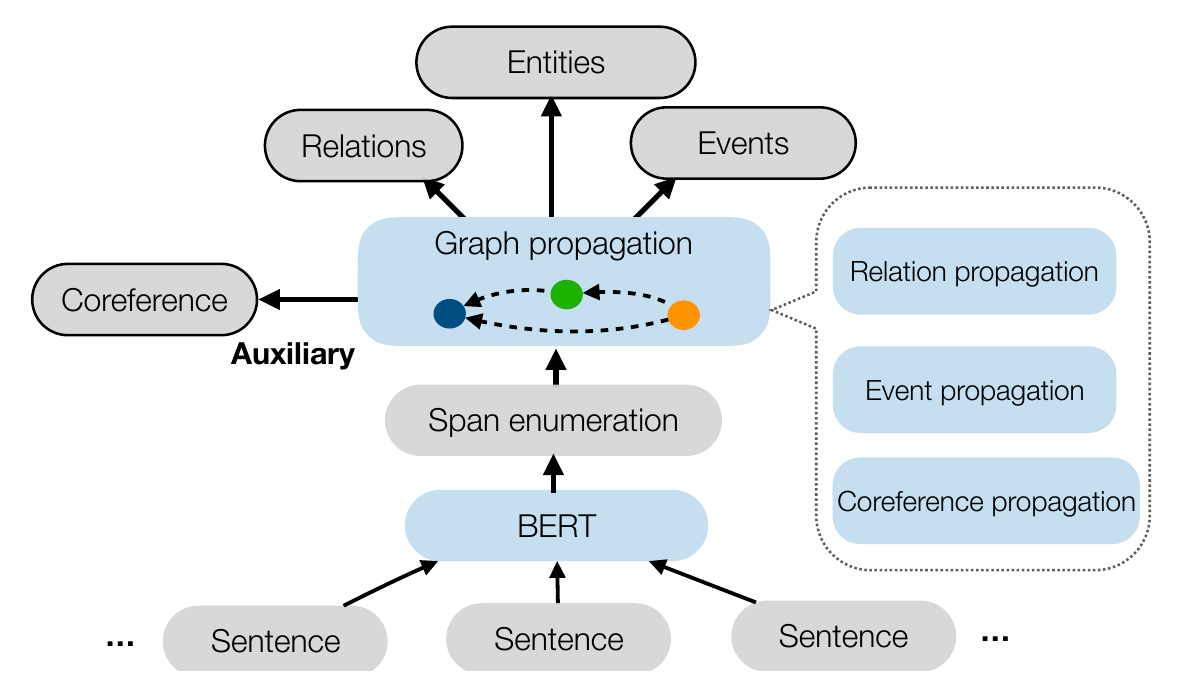 Entities
Relations
Events
Graph propagation
Relation propagation
Coreference
Auxiliary
Event propagation
Span enumeration
Coreference propagation
BERT
... Sentence Sentence Sentence ...